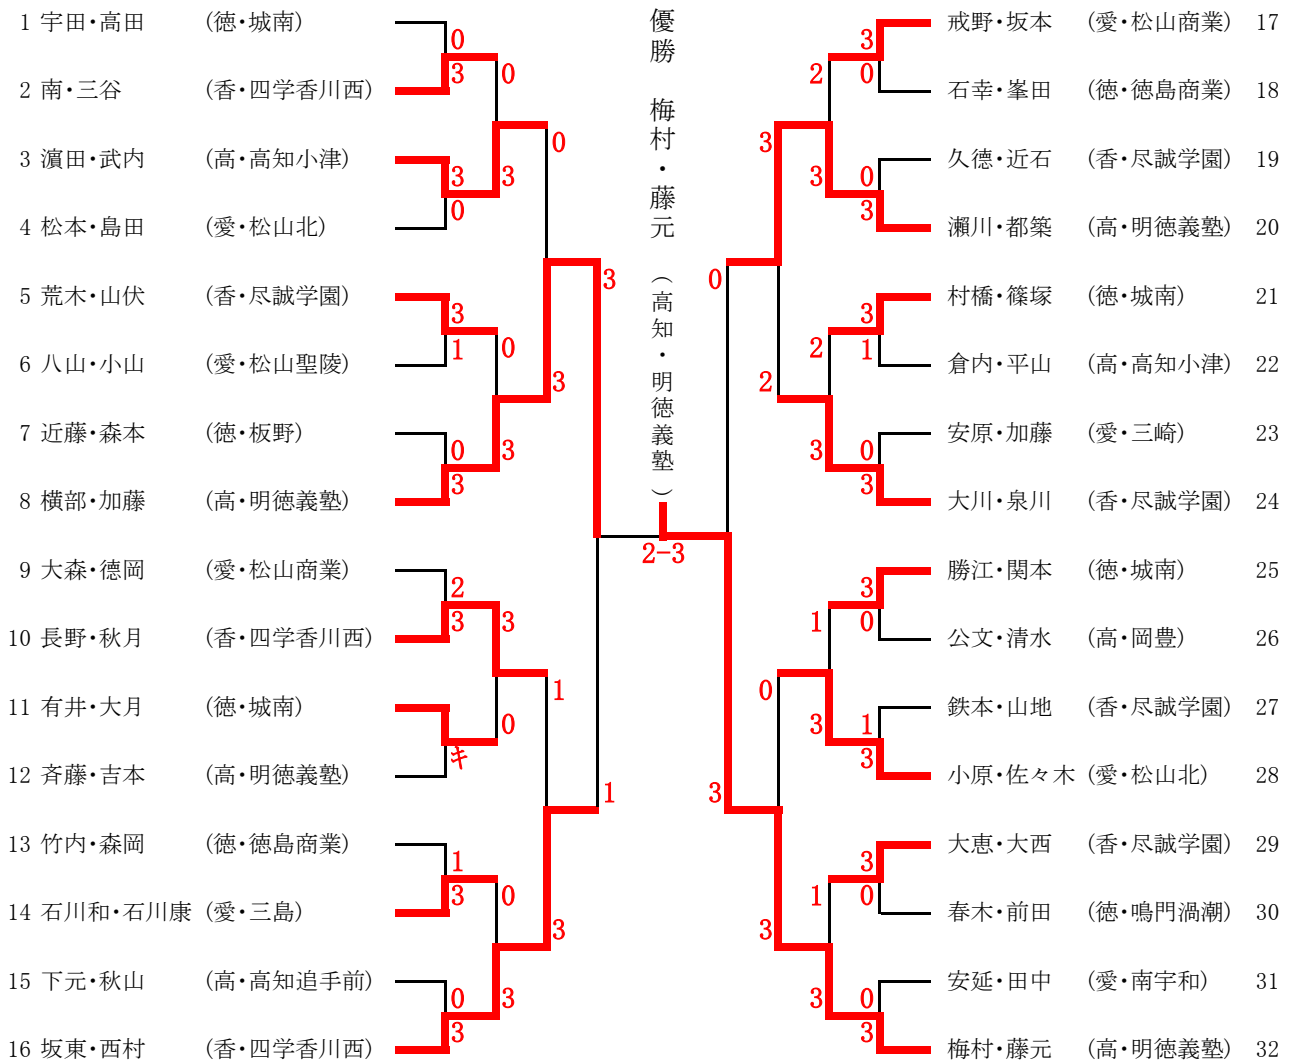 1 宇田・高田 (徳・城南)
2 南・三谷 (香・四学香川西)
3 濵田・武内 (高・高知小津)
4 松本・島田 (愛・松山北)
5 荒木・山伏 (香・尽誠学園)
6 八山・小山 (愛・松山聖陵)
7 近藤・森本 (徳・板野)
8 横部・加藤 (高・明徳義塾)
9 大森・德岡 (愛・松山商業)
10 長野・秋月 (香・四学香川西)
11 有井・大月 (徳・城南)
12 斉藤・吉本 (高・明徳義塾)
13 竹内・森岡 (徳・徳島商業)
14 石川和・石川康 (愛・三島)
15 下元・秋山 (高・高知追手前)
16 坂東・西村 (香・四学香川西)
0
3
3
0
3
1
0
3
2
3
キ
1
3
0
3
0
3
0
3
3
0
0
3
0
3
1
3
3
1
優勝 梅村・藤元 (高知・明徳義塾)
2-3
0
3
3
2
0
3
2
3
2
3
1
3
1
3
3
0
0
3
3
1
0
3
3
0
1
3
3
0
0
3
戒野・坂本 (愛・松山商業) 17
石幸・峯田 (徳・徳島商業) 18
久德・近石 (香・尽誠学園) 19
瀬川・都築 (高・明徳義塾) 20
村橋・篠塚 (徳・城南) 21
倉内・平山 (高・高知小津) 22
安原・加藤 (愛・三崎) 23
大川・泉川 (香・尽誠学園) 24
勝江・関本 (徳・城南) 25
公文・清水 (高・岡豊) 26
鉄本・山地 (香・尽誠学園) 27
小原・佐々木 (愛・松山北) 28
大恵・大西 (香・尽誠学園) 29
春木・前田 (徳・鳴門渦潮) 30
安延・田中 (愛・南宇和) 31
梅村・藤元 (高・明徳義塾) 32